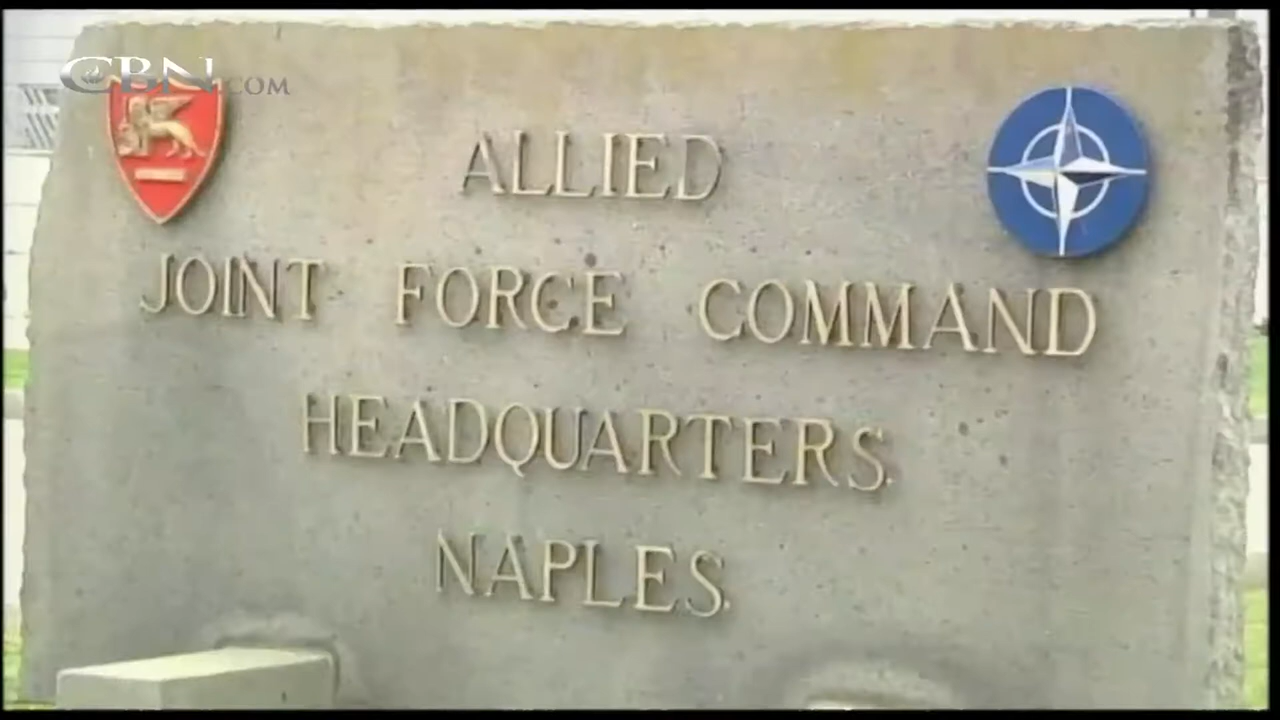 CBN.COM
ALLIED
JOINT FORCE COMMAND
HEADQUARTERS.
NAPLES.